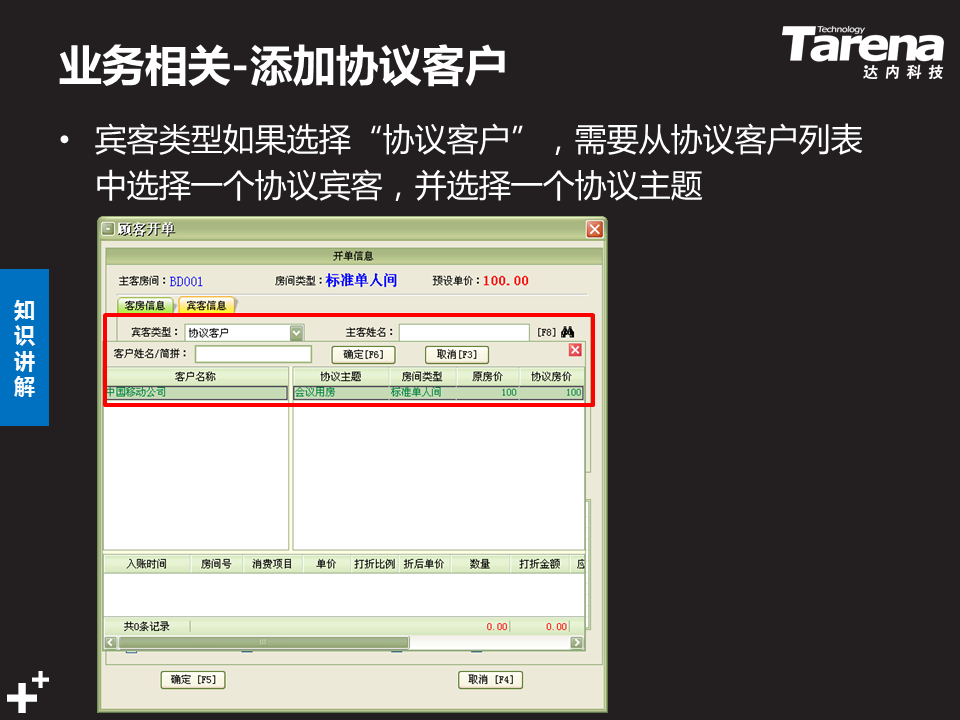 业务相关-添加协议客户
Technology
Tarena
达内科技
• 宾客类型如果选择“协议客户”，需要从协议客户列表
中选择一个协议宾客，并选择一个协议主题
知识讲解
顾客开单
开单信息
主客房间：BD001 房间类型：标准单人间 预设单价：100.00
客房信息 宾客信息
宾客类型： 协议客户 主客姓名： [F8]
客户姓名/简拼： 确定[F6] 取消[F3]
客户名称 协议主题 房间类型 原房价 协议房价
中国移动公司 会议用房 标准单人间 100 100
入账时间 房间号 消费项目 单价 打折比例 折后单价 数量 打折金额 应
共0条记录 0.00 0.00
确定 [F5] 取消 [F4]